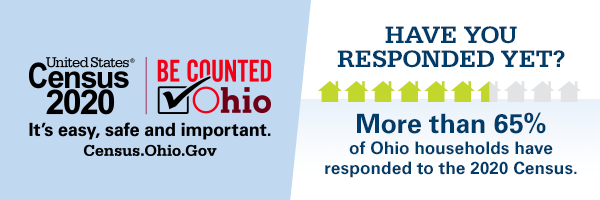 United States®
Census
2020
BE COUNTED
Ohio
It's easy, safe and important.
Census.Ohio.Gov
HAVE YOU
RESPONDED YET?
More than 65%
of Ohio households have
responded to the 2020 Census.